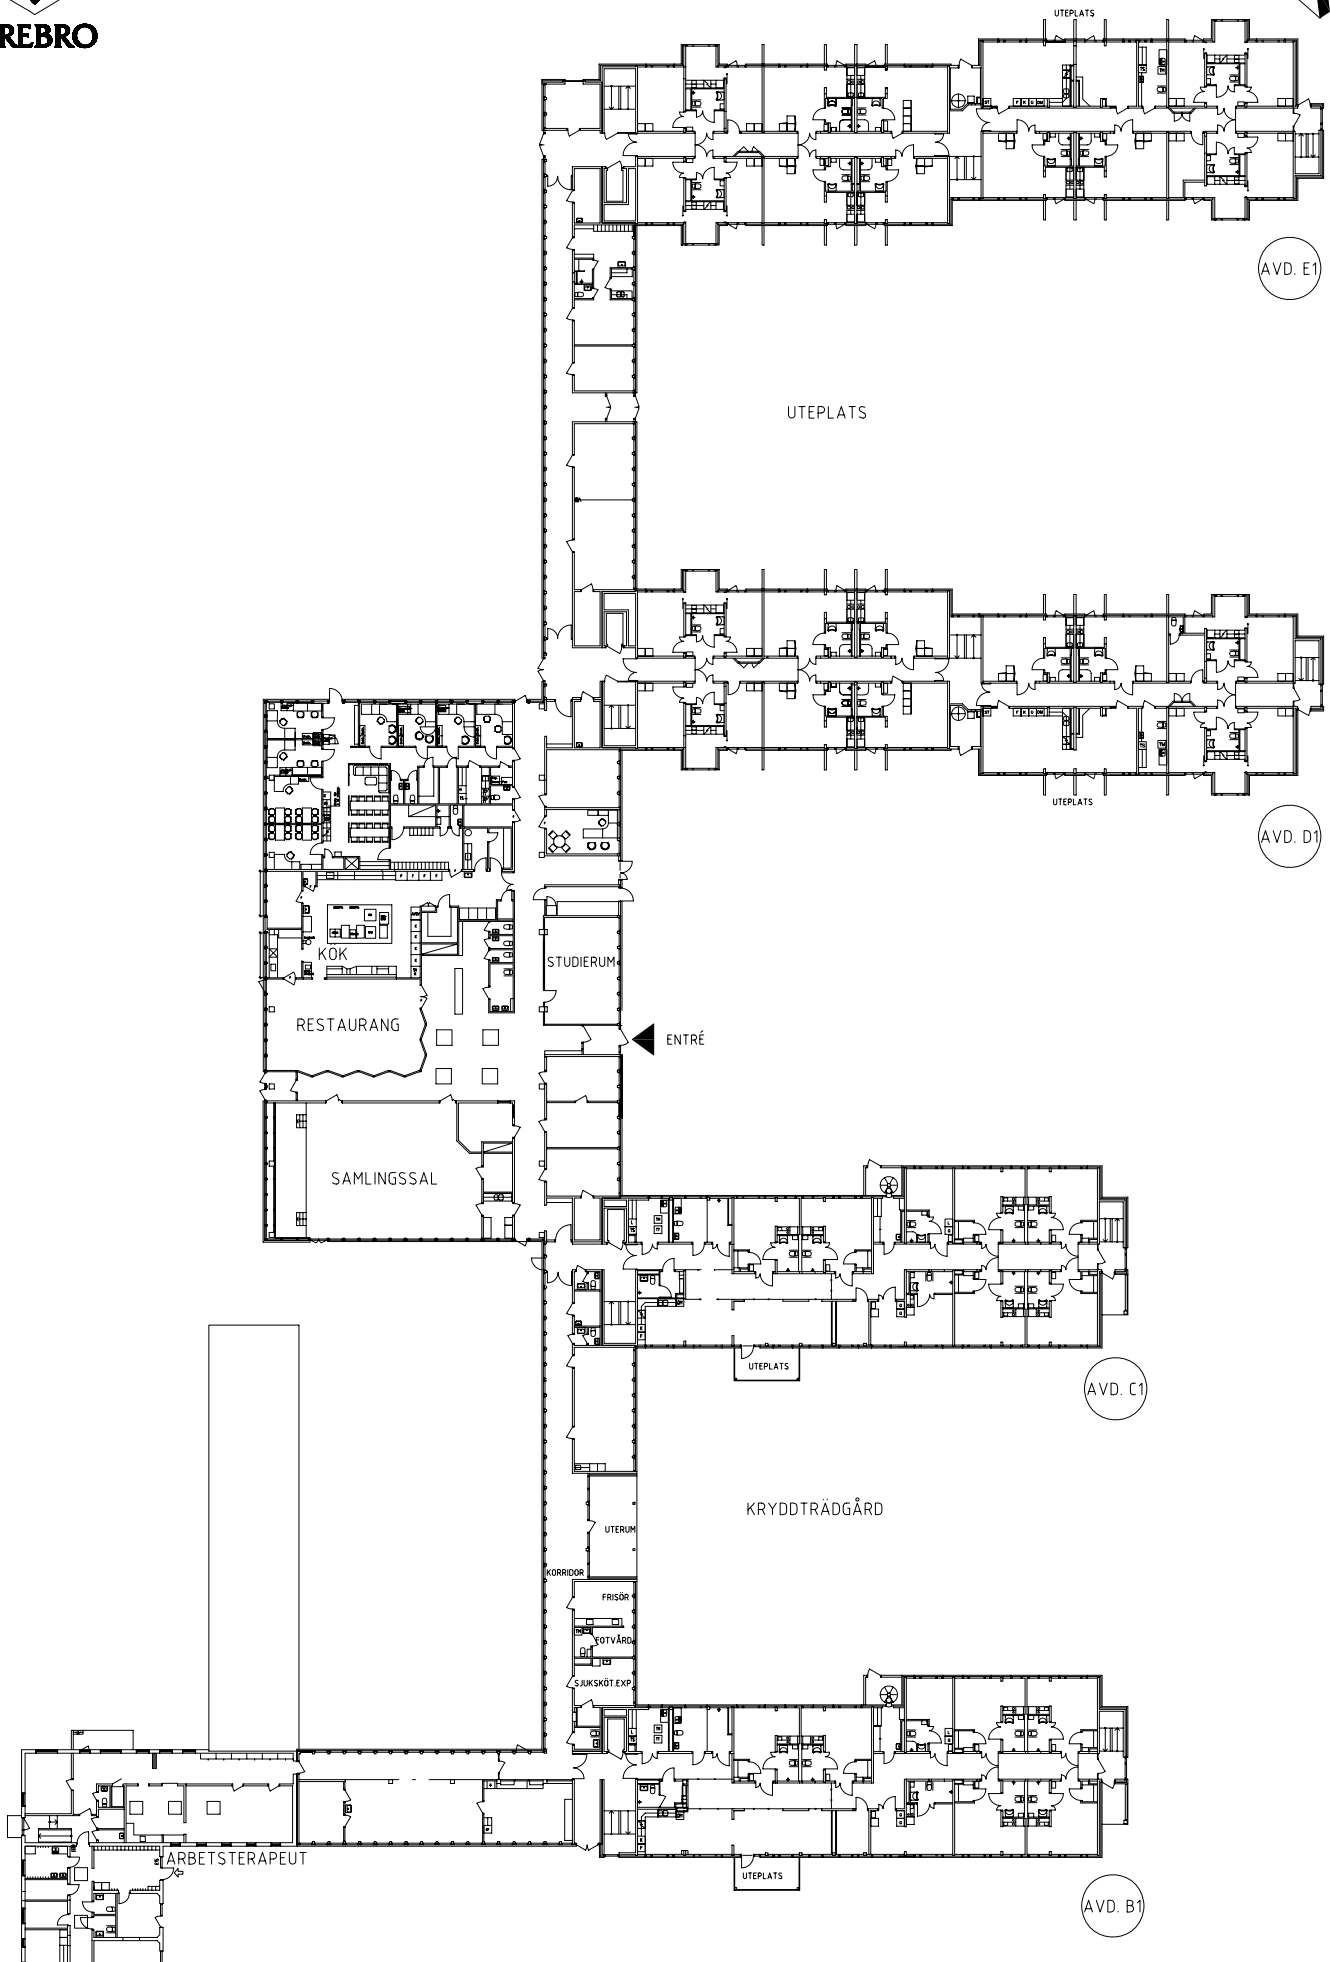 REBRO
UTEPLATS
AVD. E1
UTEPLATS
UTEPLATS
AVD. D1
KÖK
STUDIERUM
RESTAURANG
ENTRÉ
SAMLINGSSAL
UTEPLATS
AVD. C1
KRYDDTRÄDGÅRD
UTERUM
KORRIDOR
FRISÖR
FOTVÅRD
SJUKSKÖT.EXP
ARBETSTERAPEUT
UTEPLATS
AVD. B1